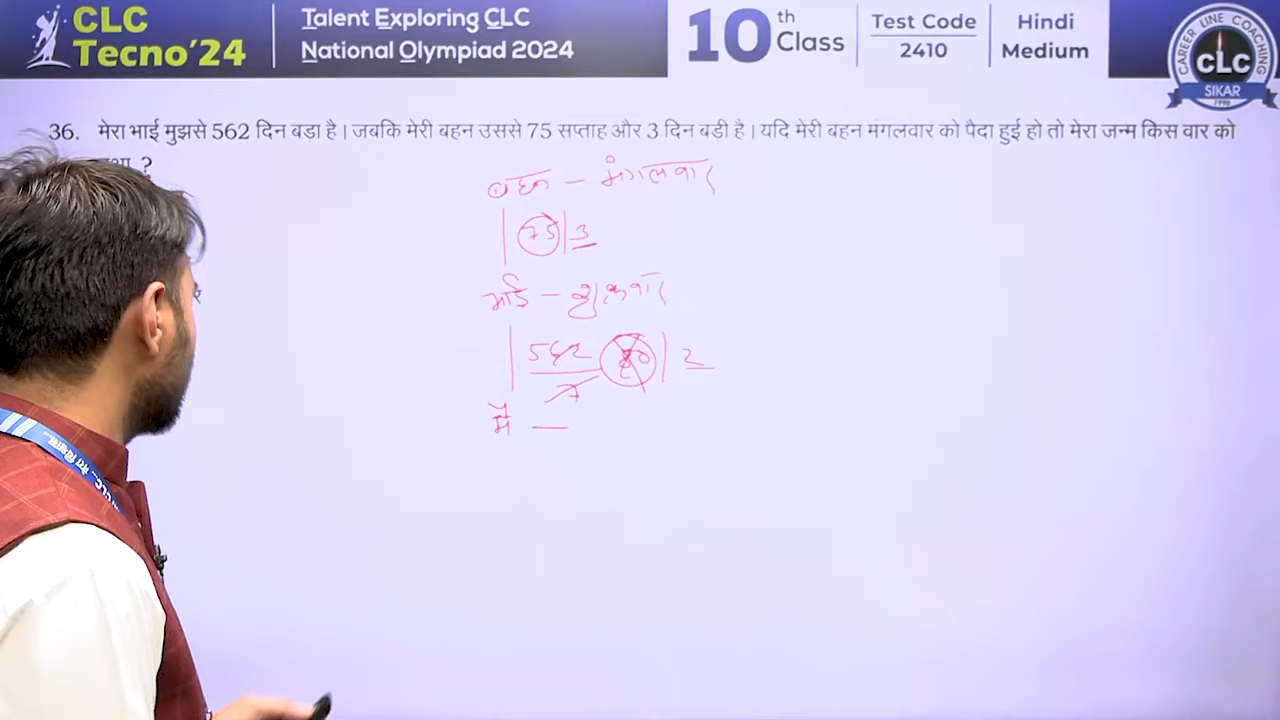 CLC
Tecno'24
Talent Exploring CLC
National Olympiad 2024
10th Class
Test Code
2410
Hindi
Medium
CAREER LINE COACHING
CLC
SIKAR
1996
36. मेरा भाई मुझसे 562 दिन बड़ा है। जबकि मेरी बहन उससे 75 सप्ताह और 3 दिन बड़ी है। यदि मेरी बहन मंगलवार को पैदा हुई हो तो मेरा जन्म किस वार को
?
बहन – मंगलवार
75 3
भाई – शुक्रवार
562 80 2
7
मैं –
CLC